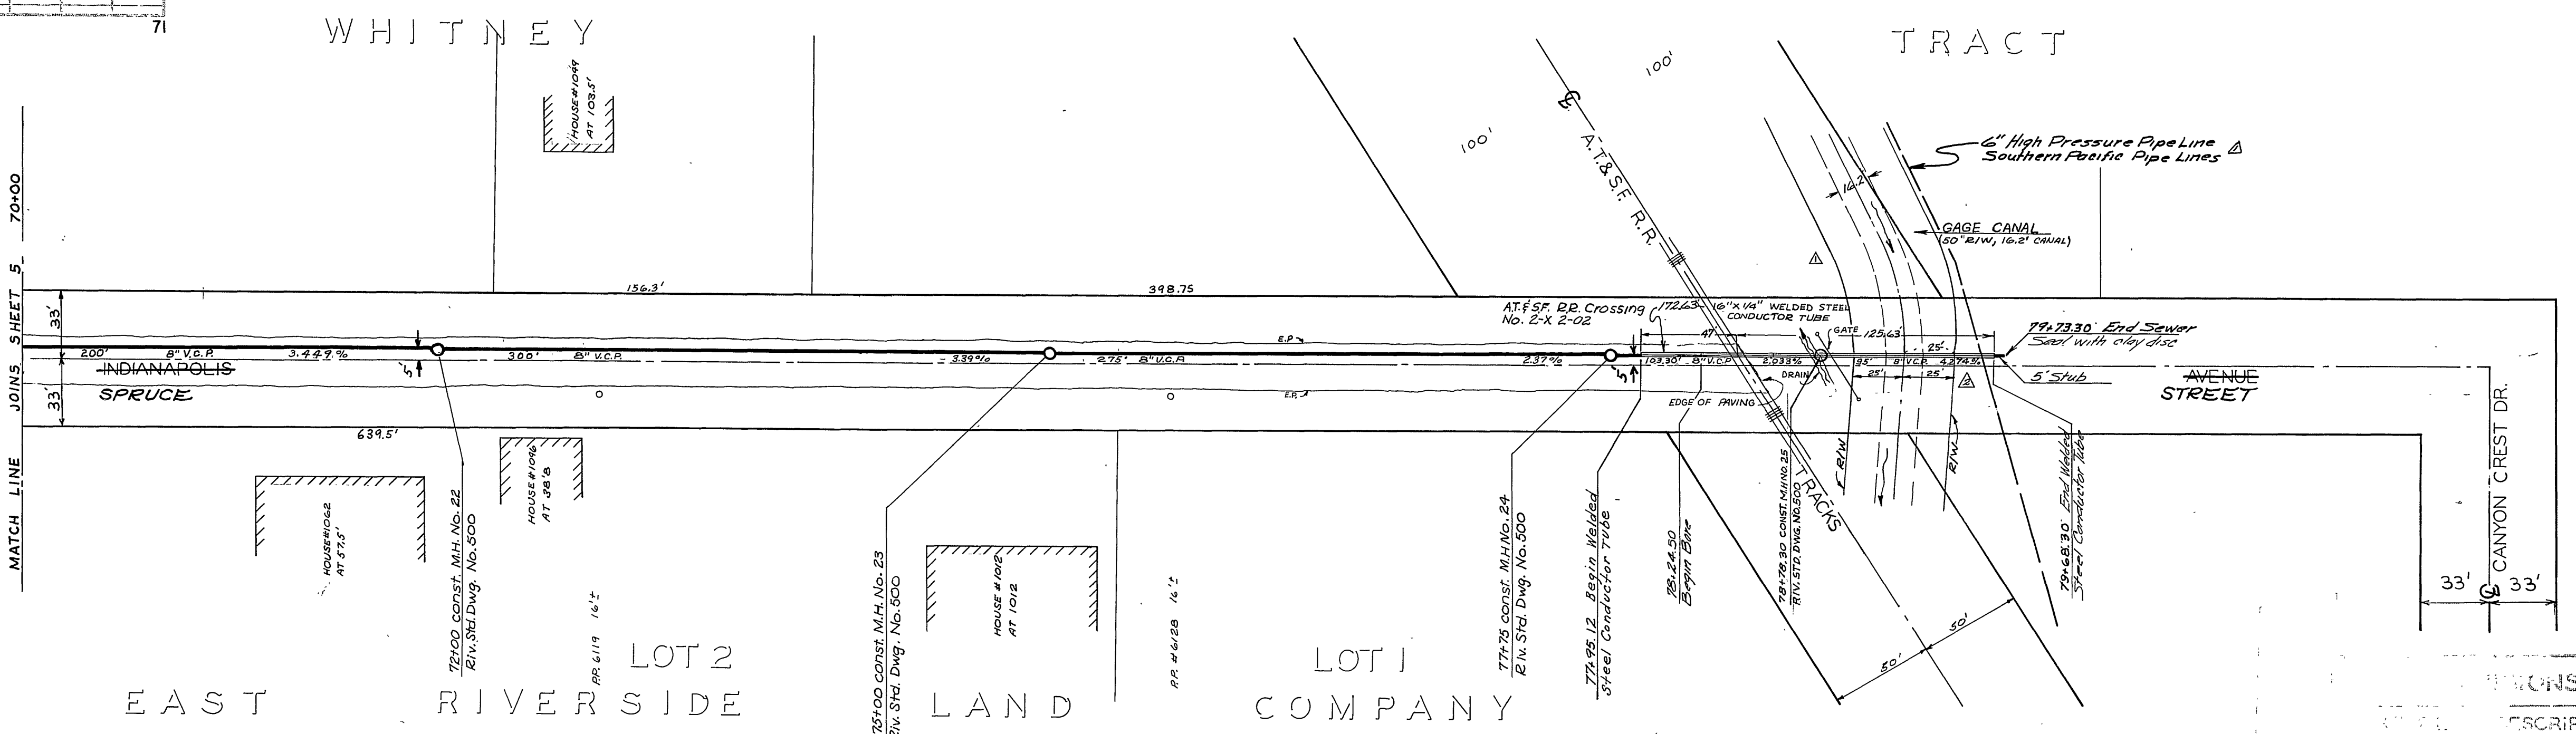 71
WHITNEY
TRACT
HOUSE #1099
AT 103.5'
100'
100'
℄ A.T.& S.F. R.R.
TRACKS
6" High Pressure Pipe Line
Southern Pacific Pipe Lines
1
16.2'
GAGE CANAL
(50' R/W, 16.2' CANAL)
1
MATCH LINE JOINS SHEET 5 70+00
33'
33'
156.3'
398.75
A.T.& S.F. R.R. Crossing
No. 2-X 2-02
172.63'
16"X 1/4" WELDED STEEL
CONDUCTOR TUBE
47'
GATE
125.63'
25'
79+73.30 End Sewer
Seal with clay disc
E.P.
200' 8" V.C.P. 3.449%
5'
300' 8" V.C.P. 3.39%
275' 8" V.C.P. 2.37%
5'
103.30' 8" V.C.P. 2.033%
95' 8" V.C.P. 4.274%
25'
25'
2
DRAIN
EDGE OF PAVING
5' Stub
INDIANAPOLIS
SPRUCE
AVENUE
STREET
E.P.
639.5'
HOUSE #1062
AT 57.5'
72+00 const. M.H. No. 22
Riv. Std. Dwg. No. 500
HOUSE #1096
AT 38'8
P.P. 6119 16'±
75+00 const. M.H. No. 23
Riv. Std. Dwg. No. 500
HOUSE #1012
AT 1012
P.P. #6128 16'±
77+75 const. M.H No. 24
Riv. Std. Dwg. No. 500
77+95.12 Begin Welded
Steel Conductor Tube
78+24.50
Begin Bore
78+78.30 CONST. M.H NO. 25
RIV. STD. DWG. NO. 500
R/W
R/W
79+68.30' End Welded
Steel Conductor Tube
50'
50'
℄ CANYON CREST DR.
33'
33'
LOT 2
LOT 1
EAST RIVERSIDE LAND COMPANY